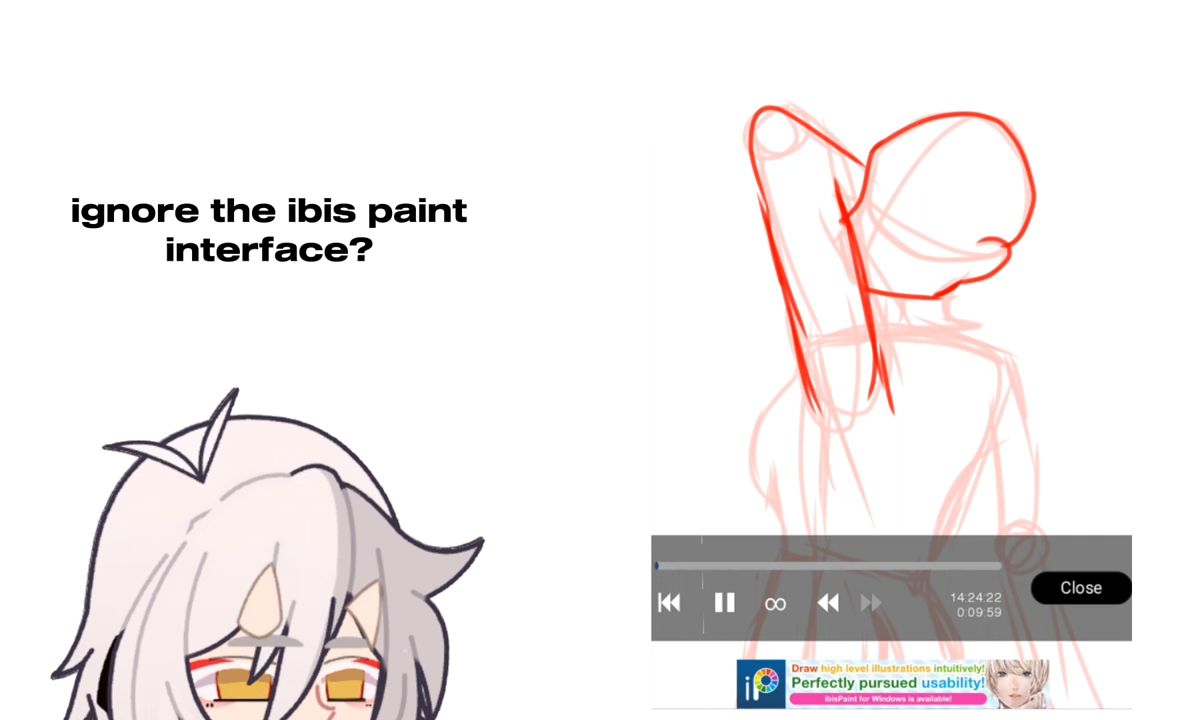 ignore the ibis paint
interface?
14:24:22
0:09:59
Close
iP
Draw high level illustrations intuitively!
Perfectly pursued usability!
ibisPaint for Windows is available!